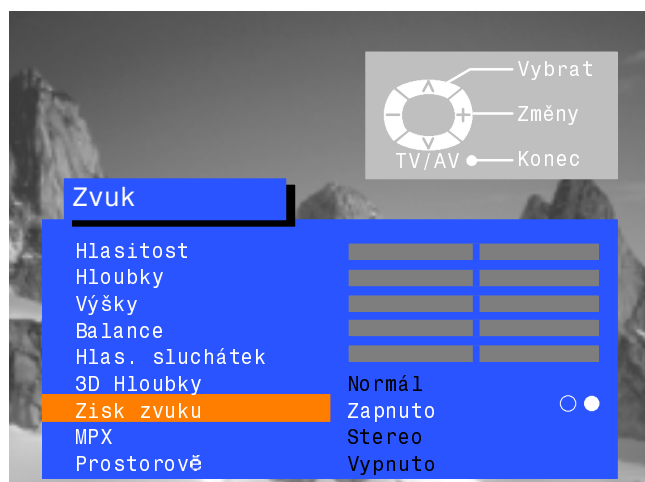 Vybrat
Změny
TV/AV Konec
Zvuk
Hlasitost
Hloubky
Výšky
Balance
Hlas. sluchátek
3D Hloubky Normál
Zisk zvuku Zapnuto
MPX Stereo
Prostorově Vypnuto